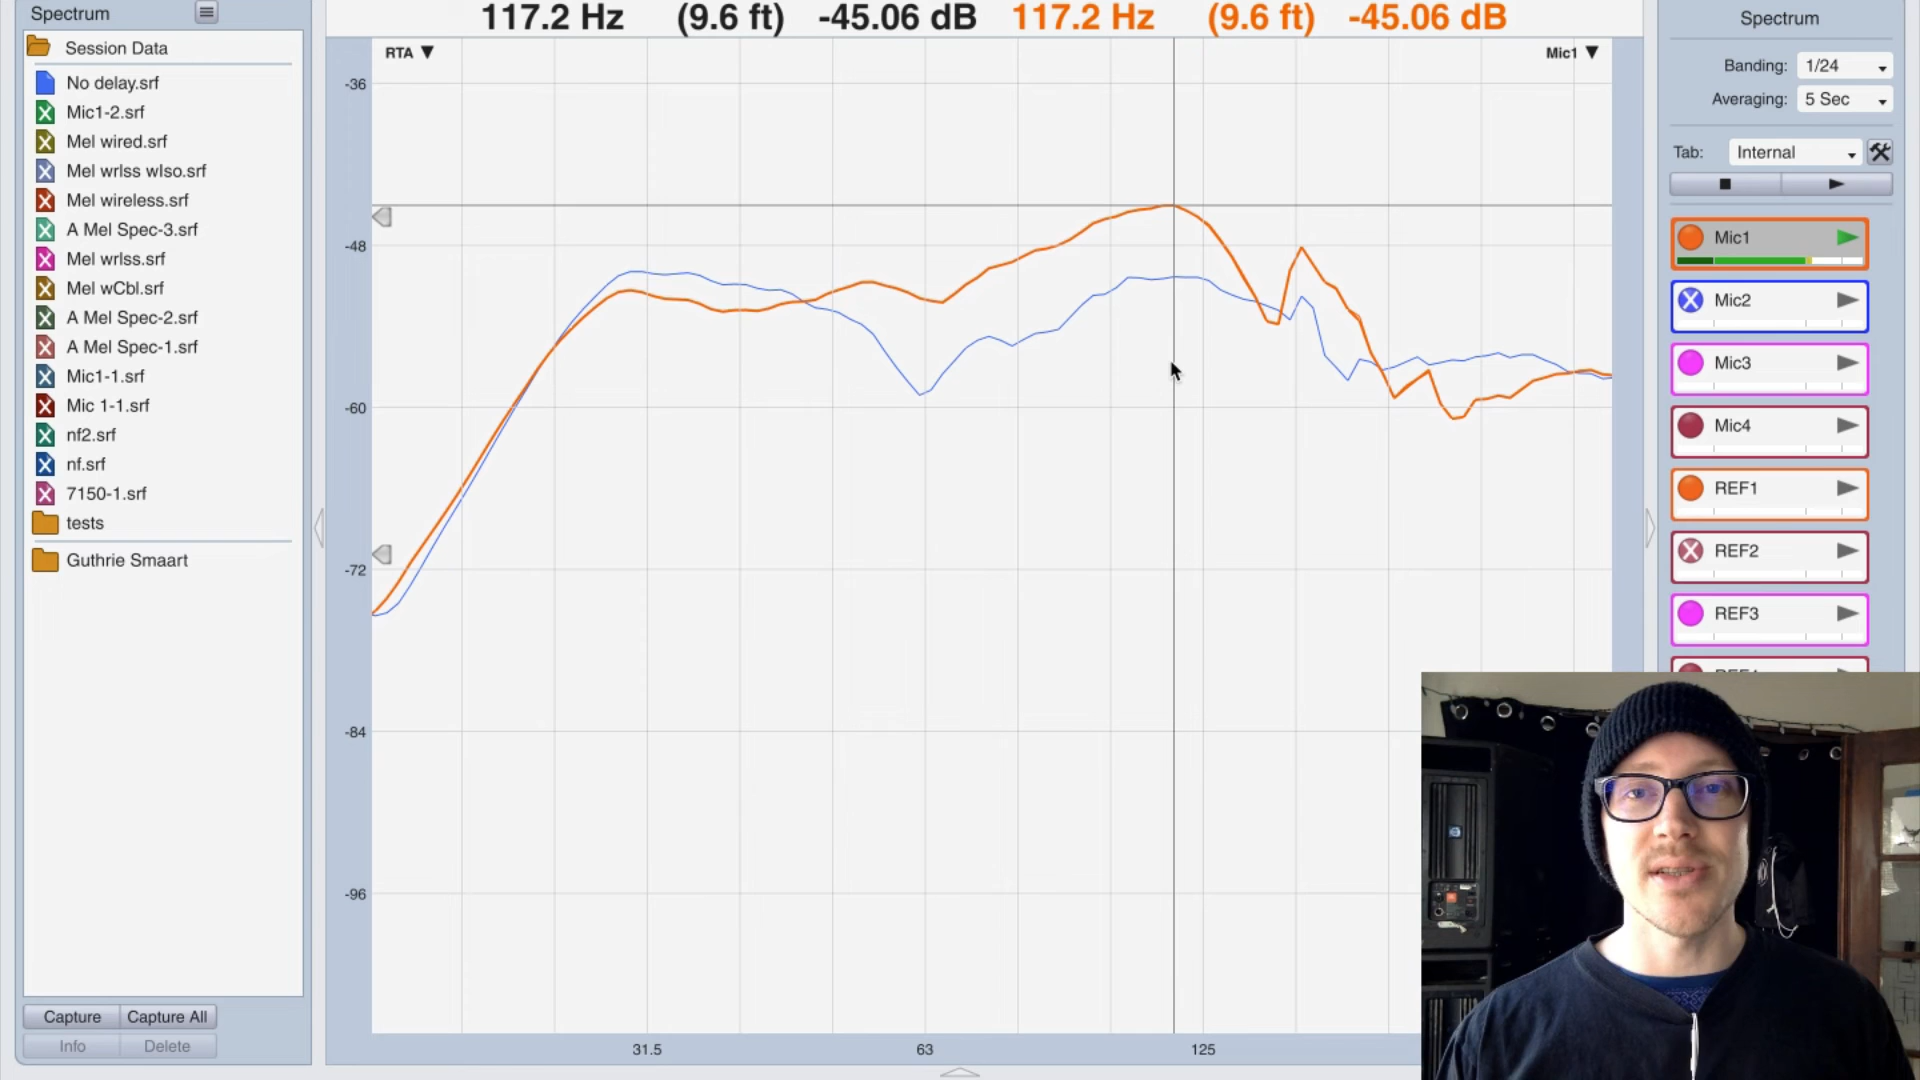 Spectrum
Session Data
No delay.srf
Mic1-2.srf
Mel wired.srf
Mel wrlss wIso.srf
Mel wireless.srf
A Mel Spec-3.srf
Mel wrlss.srf
Mel wCbl.srf
A Mel Spec-2.srf
A Mel Spec-1.srf
Mic1-1.srf
Mic 1-1.srf
nf2.srf
nf.srf
7150-1.srf
tests
Guthrie Smaart
Capture Capture All
Info Delete
117.2 Hz (9.6 ft) -45.06 dB 117.2 Hz (9.6 ft) -45.06 dB
RTA ▼ Mic1 ▼
-36
-48
-60
-72
-84
-96
31.5 63 125
Spectrum
Banding: 1/24
Averaging: 5 Sec
Tab: Internal
Mic1
Mic2
Mic3
Mic4
REF1
REF2
REF3